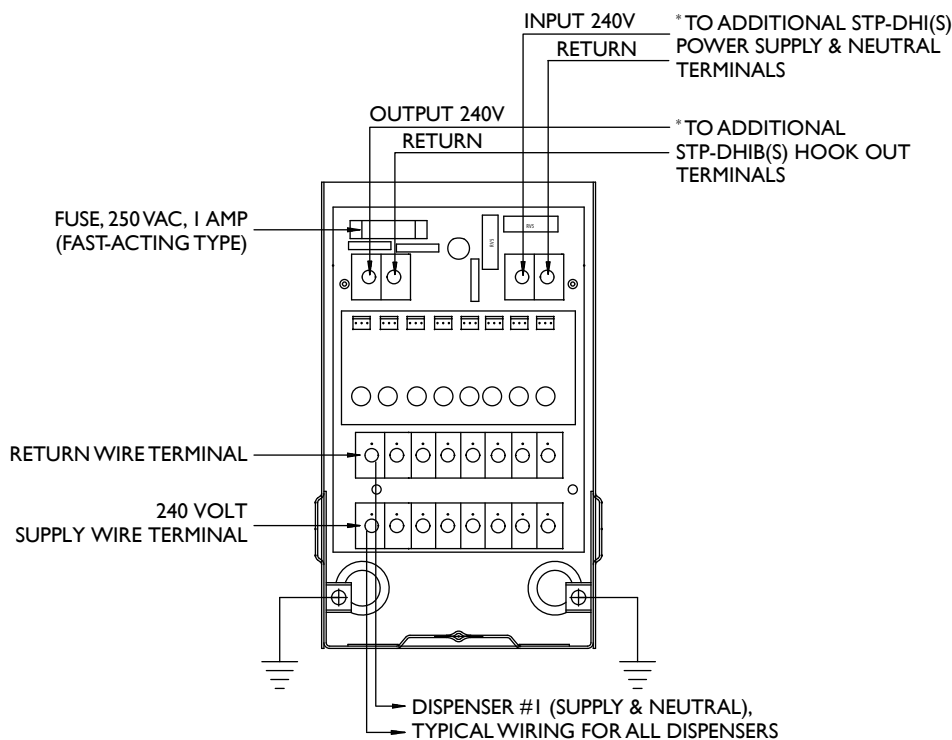 INPUT 240V
RETURN
* TO ADDITIONAL STP-DHI(S)
POWER SUPPLY & NEUTRAL
TERMINALS
OUTPUT 240V
RETURN
* TO ADDITIONAL
STP-DHIB(S) HOOK OUT
TERMINALS
FUSE, 250 VAC, 1 AMP
(FAST-ACTING TYPE)
RV5
RV5
RETURN WIRE TERMINAL
240 VOLT
SUPPLY WIRE TERMINAL
DISPENSER #1 (SUPPLY & NEUTRAL),
TYPICAL WIRING FOR ALL DISPENSERS